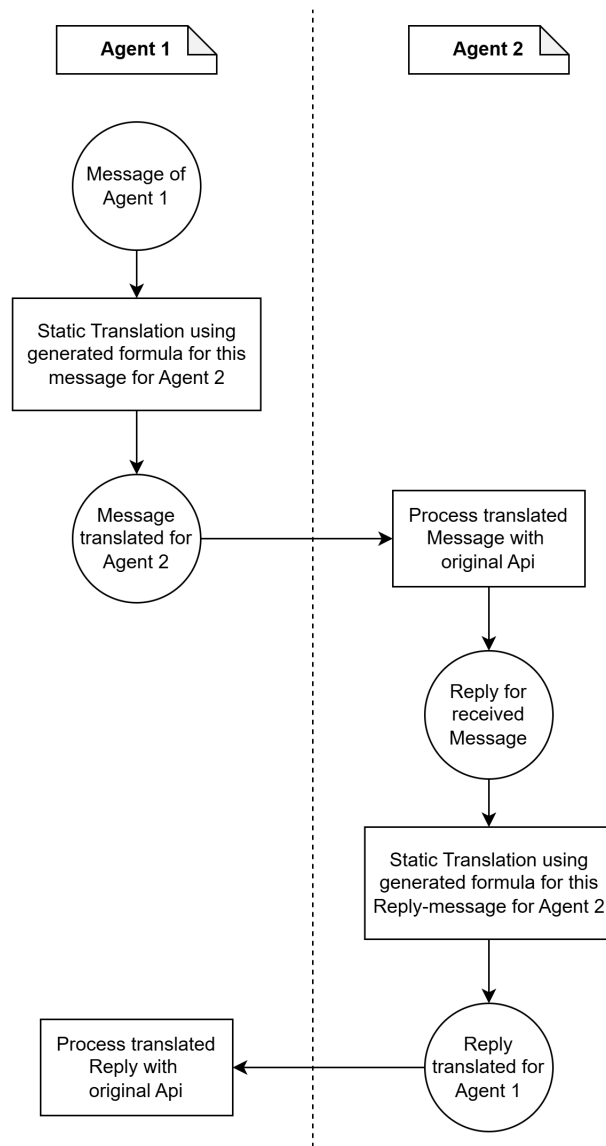 Agent 1
Agent 2
Message of
Agent 1
Static Translation using
generated formula for this
message for Agent 2
Message
translated for
Agent 2
Process translated
Message with
original Api
Reply for
received
Message
Static Translation using
generated formula for this
Reply-message for Agent 2
Reply
translated for
Agent 1
Process translated
Reply with
original Api